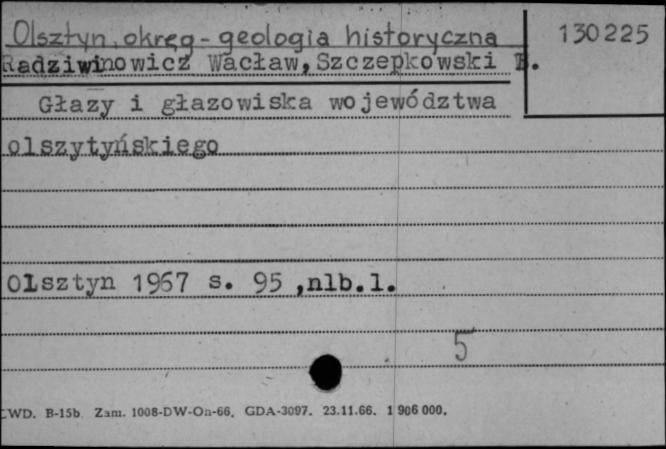 Olsztyn, okręg - geologia historyczna
130225
Radziwinowicz Wacław, Szczepkowski B.
Głazy i głazowiska województwa
olszytyńskiego
Olsztyn 1967 s. 95 ,nlb.1.
5
CWD. B-15b Zam. 1008-DW-On-66. GDA-3097. 23.11.66. 1 906 000.